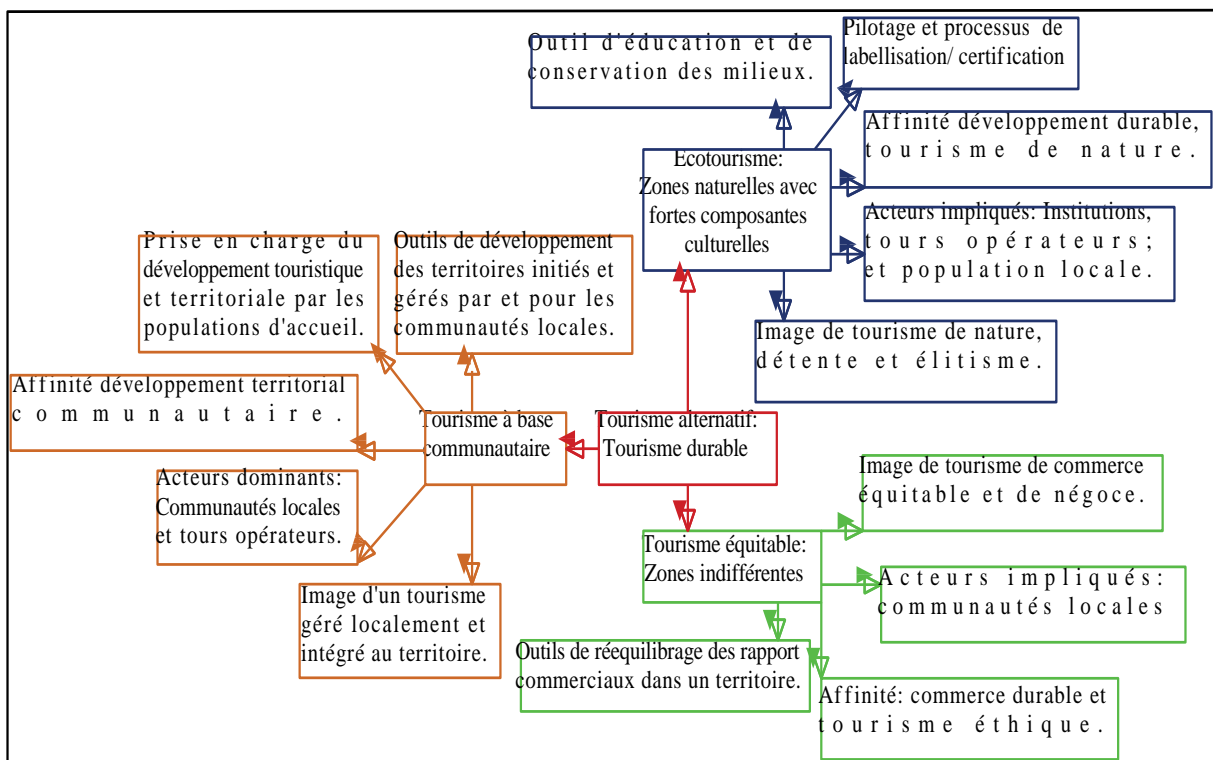 Outil d'éducation et de
conservation des milieux.
Pilotage et processus de
labellisation/ certification
Affinité développement durable,
tourisme de nature.
Ecotourisme:
Zones naturelles avec
fortes composantes
culturelles
Acteurs impliqués: Institutions,
tours opérateurs;
et population locale.
Image de tourisme de nature,
détente et élitisme.
Prise en charge du
développement touristique
et territoriale par les
populations d'accueil.
Outils de développement
des territoires initiés et
gérés par et pour les
communautés locales.
Affinité développement territorial
communautaire.
Tourisme à base
communautaire
Tourisme alternatif:
Tourisme durable
Acteurs dominants:
Communautés locales
et tours opérateurs.
Image d'un tourisme
géré localement et
intégré au territoire.
Image de tourisme de commerce
équitable et de négoce.
Tourisme équitable:
Zones indifférentes
Acteurs impliqués:
communautés locales
Outils de réequilibrage des rapport
commerciaux dans un territoire.
Affinité: commerce durable et
tourisme éthique.